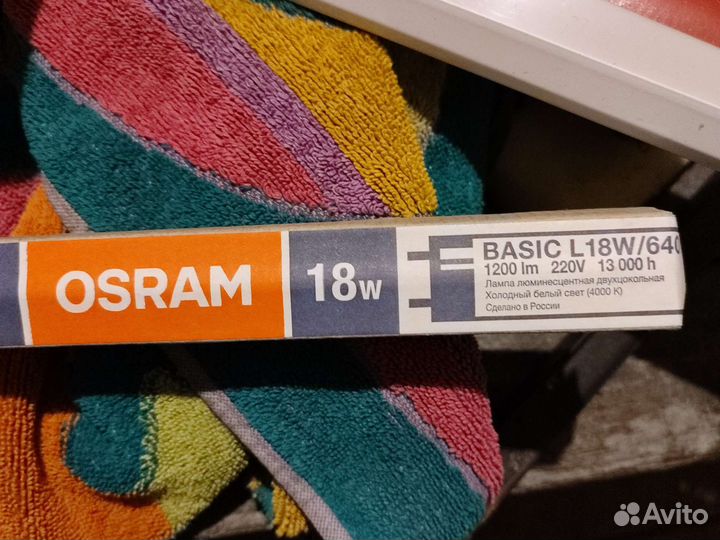 OSRAM
18w
BASIC L18W/640
1200 lm 220V 13 000 h
Лампа люминесцентная двухцокольная
Холодный белый свет (4000 K)
Сделано в России
Avito